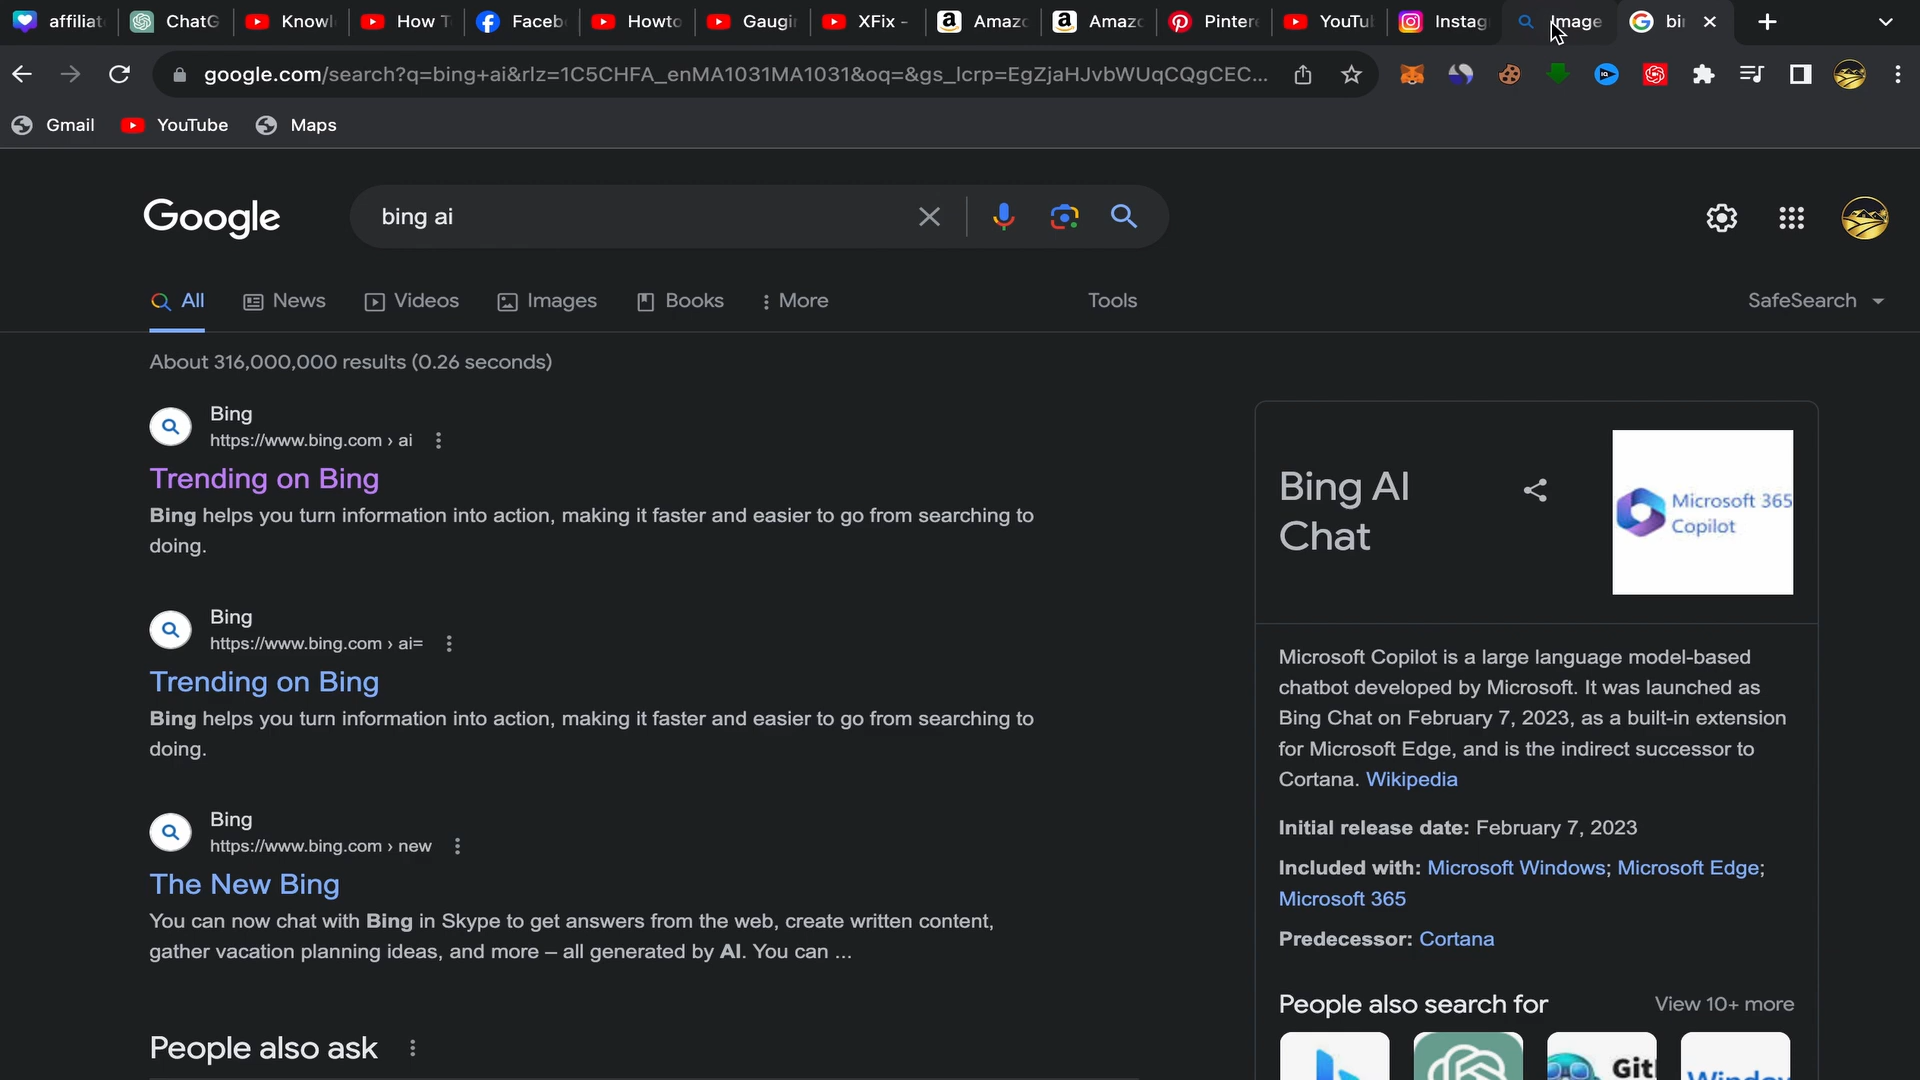 affiliat
ChatG
Knowl
How T
Faceb
Howto
Gaugir
XFix -
Amazo
Amazo
Pintere
YouTu
Instag
Image
bin
google.com/search?q=bing+ai&rlz=1C5CHFA_enMA1031MA1031&oq=&gs_lcrp=EgZjaHJvbWUqCQgCEC...
Gmail
YouTube
Maps
Google
bing ai
All
News
Videos
Images
Books
More
Tools
SafeSearch
About 316,000,000 results (0.26 seconds)
Bing
https://www.bing.com › ai
Trending on Bing
Bing helps you turn information into action, making it faster and easier to go from searching to
doing.
Bing
https://www.bing.com › ai=
Trending on Bing
Bing helps you turn information into action, making it faster and easier to go from searching to
doing.
Bing
https://www.bing.com › new
The New Bing
You can now chat with Bing in Skype to get answers from the web, create written content,
gather vacation planning ideas, and more – all generated by AI. You can ...
People also ask
Bing AI
Chat
Microsoft 365
Copilot
Microsoft Copilot is a large language model-based
chatbot developed by Microsoft. It was launched as
Bing Chat on February 7, 2023, as a built-in extension
for Microsoft Edge, and is the indirect successor to
Cortana. Wikipedia
Initial release date: February 7, 2023
Included with: Microsoft Windows; Microsoft Edge;
Microsoft 365
Predecessor: Cortana
People also search for
View 10+ more
Git
Window